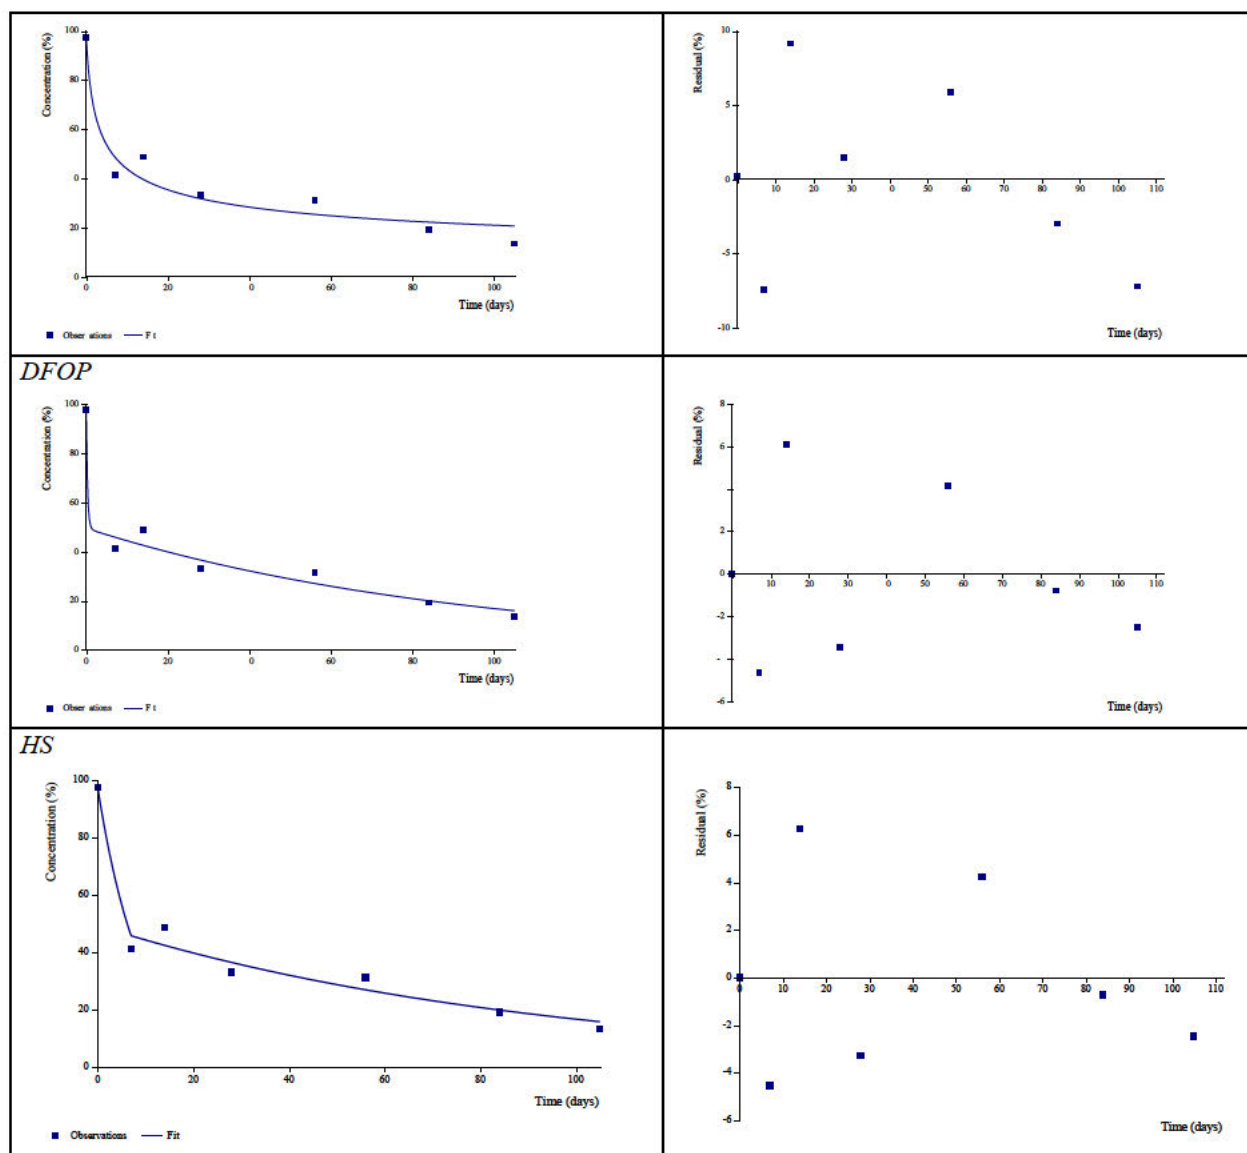 Concentration (%)
100
80
60
0
20
0
0 20 0 60 80 100
Time (days)
Obser ations F t
Residual (%)
10
5
0
-5
-10
10 20 30 0 50 60 70 80 90 100 110
Time (days)
DFOP
Concentration (%)
100
80
60
0
20
0
0 20 0 60 80 100
Time (days)
Obser ations F t
Residual (%)
8
6
2
0
-
-6
10 20 30 0 50 60 70 80 90 100 110
Time (days)
HS
Concentration (%)
100
80
60
40
20
0
0 20 40 60 80 100
Time (days)
Observations Fit
Residual (%)
8
6
4
2
0
-2
-4
-6
0 10 20 30 40 50 60 70 80 90 100 110
Time (days)